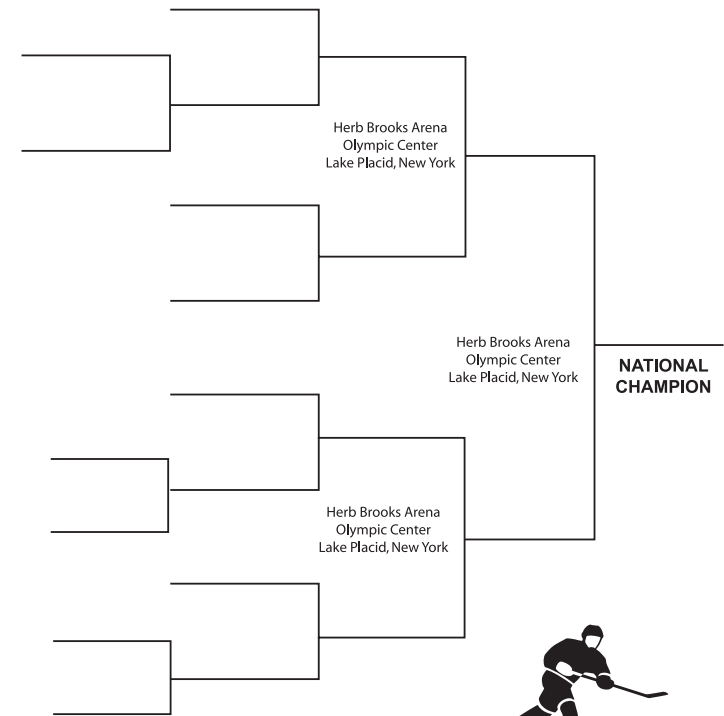 Herb Brooks Arena
Olympic Center
Lake Placid, New York
Herb Brooks Arena
Olympic Center
Lake Placid, New York
NATIONAL
CHAMPION
Herb Brooks Arena
Olympic Center
Lake Placid, New York